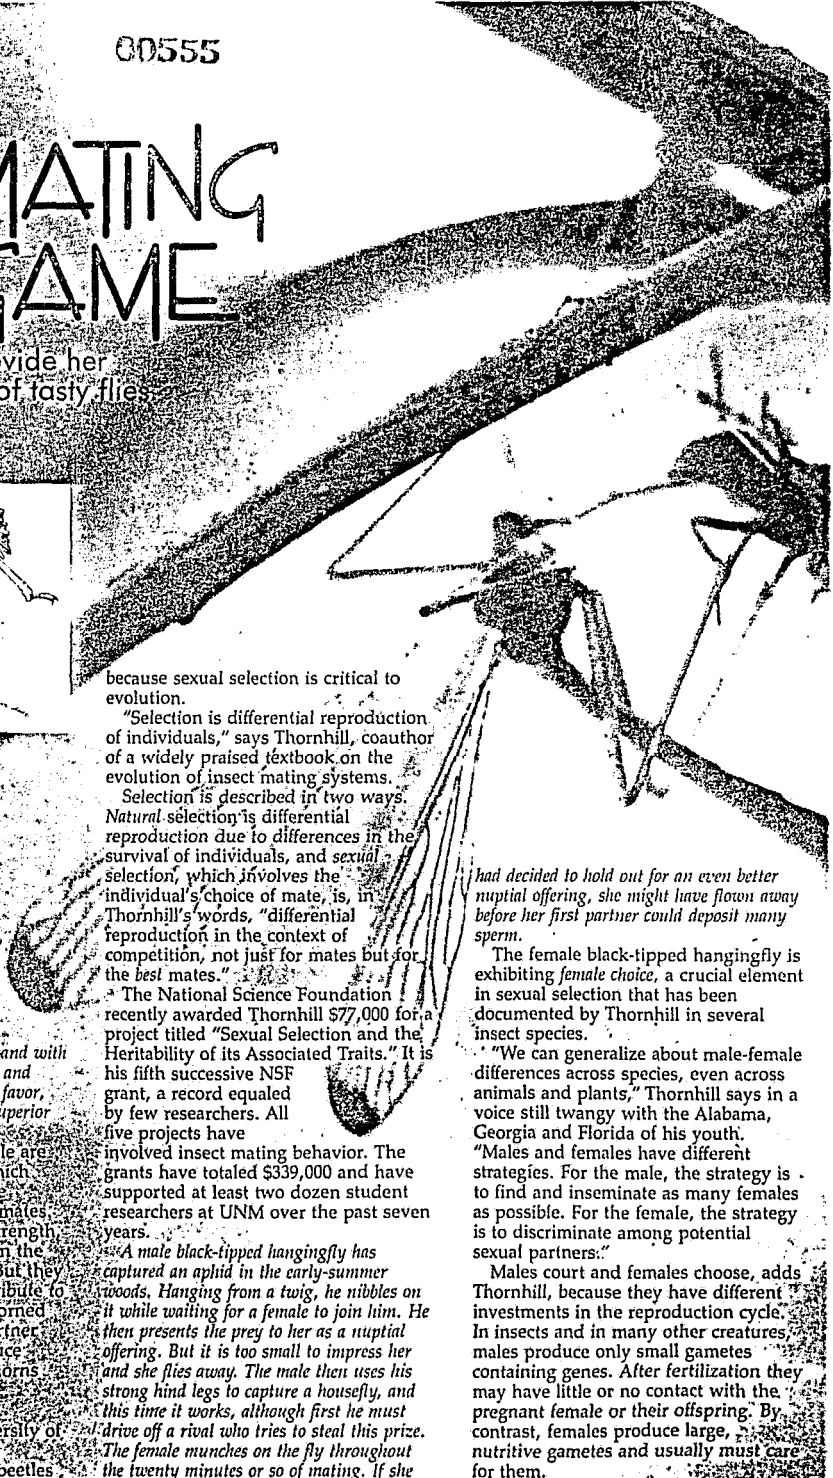 00555
MATING
GAME
vide her
of tasty flies
because sexual selection is critical to
evolution.
"Selection is differential reproduction
of individuals," says Thornhill, coauthor
of a widely praised textbook on the
evolution of insect mating systems.
Selection is described in two ways.
Natural selection is differential
reproduction due to differences in the
survival of individuals, and sexual
selection, which involves the
individual's choice of mate, is, in
Thornhill's words, "differential
reproduction in the context of
competition, not just for mates but for
the best mates."
The National Science Foundation
recently awarded Thornhill $77,000 for a
project titled "Sexual Selection and the
Heritability of its Associated Traits." It is
his fifth successive NSF
grant, a record equaled
by few researchers. All
five projects have
involved insect mating behavior. The
grants have totaled $339,000 and have
supported at least two dozen student
researchers at UNM over the past seven
years.
A male black-tipped hangingfly has
captured an aphid in the early-summer
woods. Hanging from a twig, he nibbles on
it while waiting for a female to join him. He
then presents the prey to her as a nuptial
offering. But it is too small to impress her
and she flies away. The male then uses his
strong hind legs to capture a housefly, and
this time it works, although first he must
drive off a rival who tries to steal this prize.
The female munches on the fly throughout
the twenty minutes or so of mating. If she
had decided to hold out for an even better
nuptial offering, she might have flown away
before her first partner could deposit many
sperm.
The female black-tipped hangingfly is
exhibiting female choice, a crucial element
in sexual selection that has been
documented by Thornhill in several
insect species.
"We can generalize about male-female
differences across species, even across
animals and plants," Thornhill says in a
voice still twangy with the Alabama,
Georgia and Florida of his youth.
"Males and females have different
strategies. For the male, the strategy is
to find and inseminate as many females
as possible. For the female, the strategy
is to discriminate among potential
sexual partners."
Males court and females choose, adds
Thornhill, because they have different
investments in the reproduction cycle.
In insects and in many other creatures,
males produce only small gametes
containing genes. After fertilization they
may have little or no contact with the
pregnant female or their offspring. By
contrast, females produce large,
nutritive gametes and usually must care
for them.
and with
and
favor,
le are
mates.
n the
But they
beetles